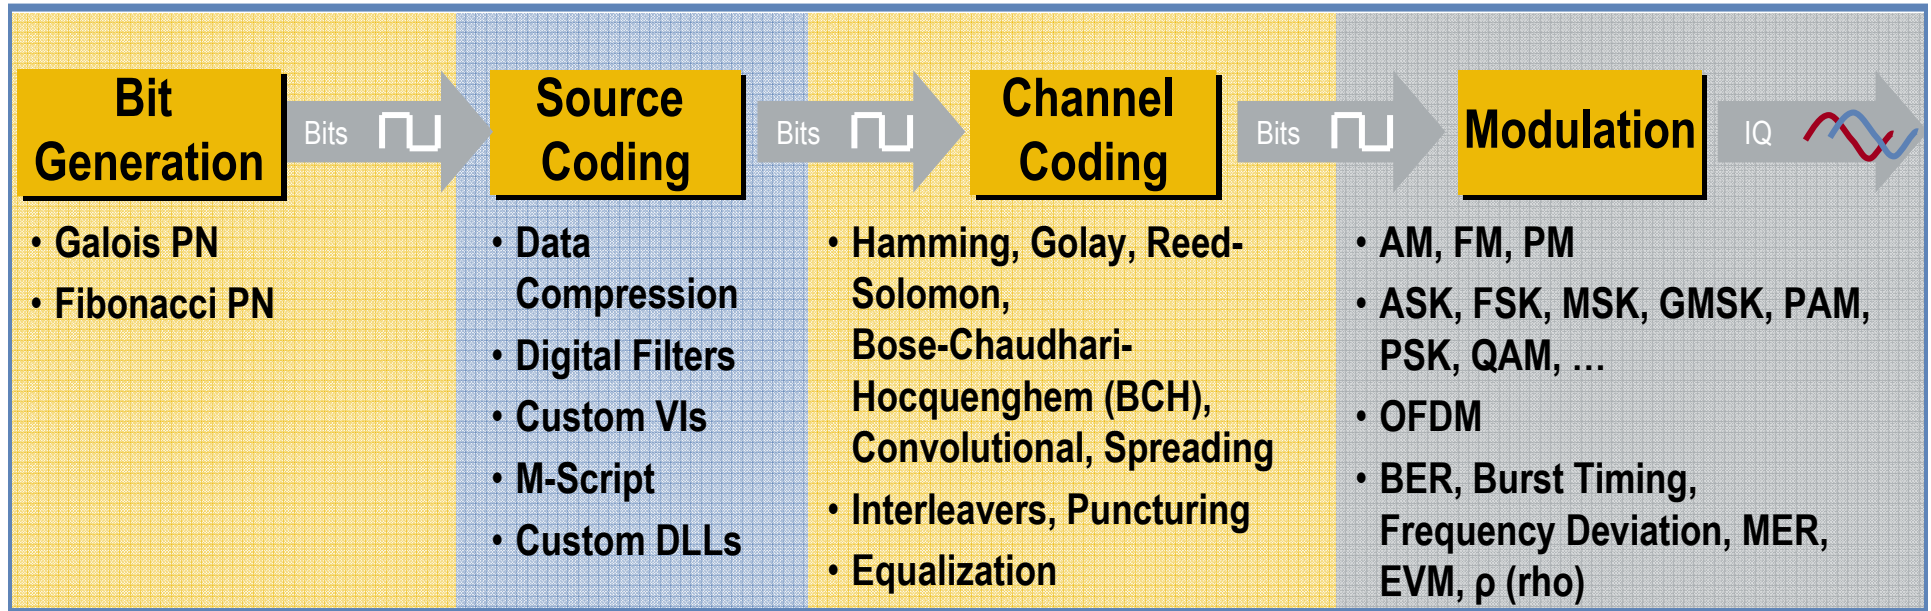 Bit
Generation
Bits
Source
Coding
Bits
Channel
Coding
Bits
Modulation
IQ
• Galois PN
• Fibonacci PN
• Data
Compression
• Digital Filters
• Custom VIs
• M-Script
• Custom DLLs
• Hamming, Golay, Reed-
Solomon,
Bose-Chaudhari-
Hocquenghem (BCH),
Convolutional, Spreading
• Interleavers, Puncturing
• Equalization
• AM, FM, PM
• ASK, FSK, MSK, GMSK, PAM,
PSK, QAM, …
• OFDM
• BER, Burst Timing,
Frequency Deviation, MER,
EVM, ρ (rho)